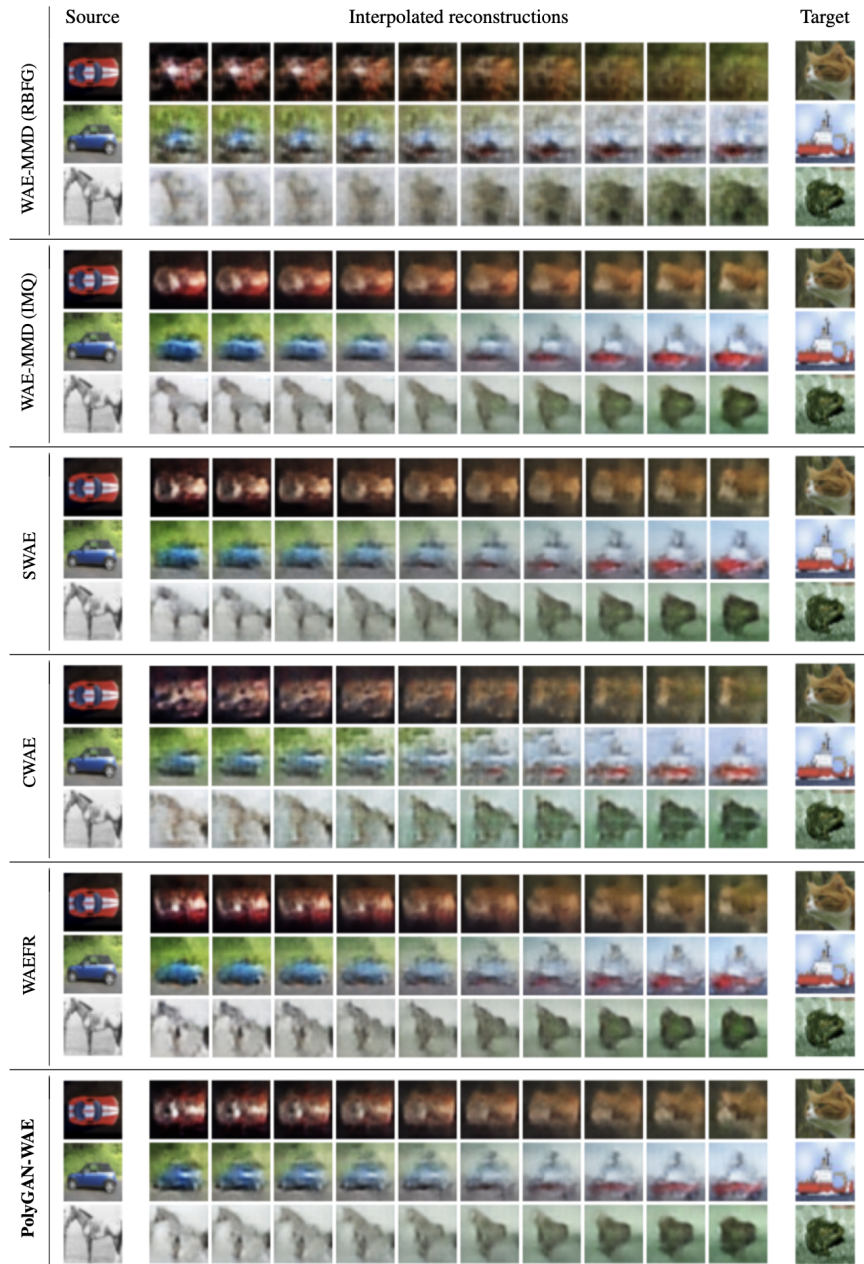 Source Interpolated reconstructions Target
WAE-MMD (RBFG)
WAE-MMD (IMQ)
SWAE
CWAE
WAEFR
PolyGAN-WAE